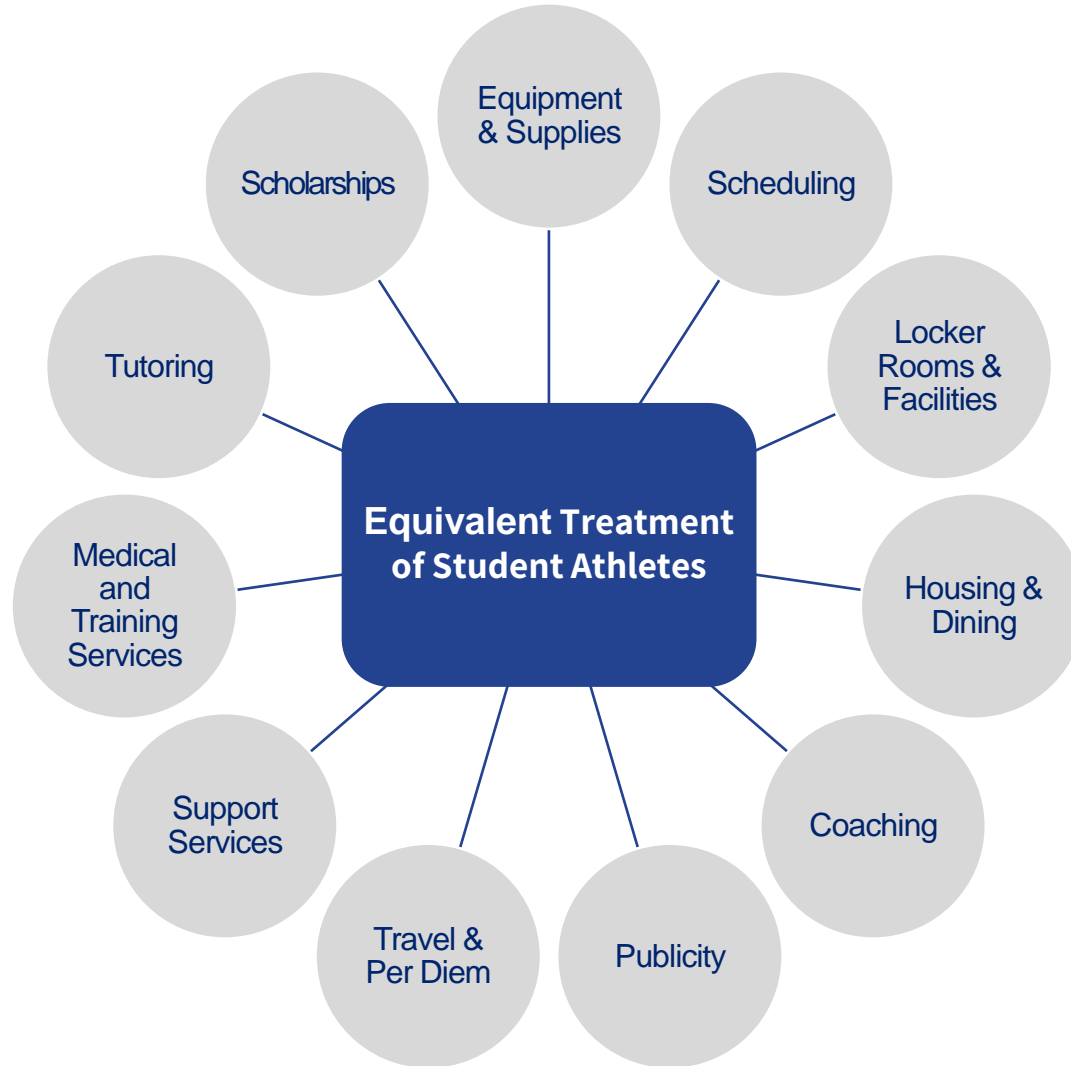 Equipment
& Supplies
Scheduling
Locker
Rooms &
Facilities
Housing &
Dining
Coaching
Publicity
Travel &
Per Diem
Support
Services
Medical
and
Training
Services
Tutoring
Scholarships
Equivalent Treatment
of Student Athletes